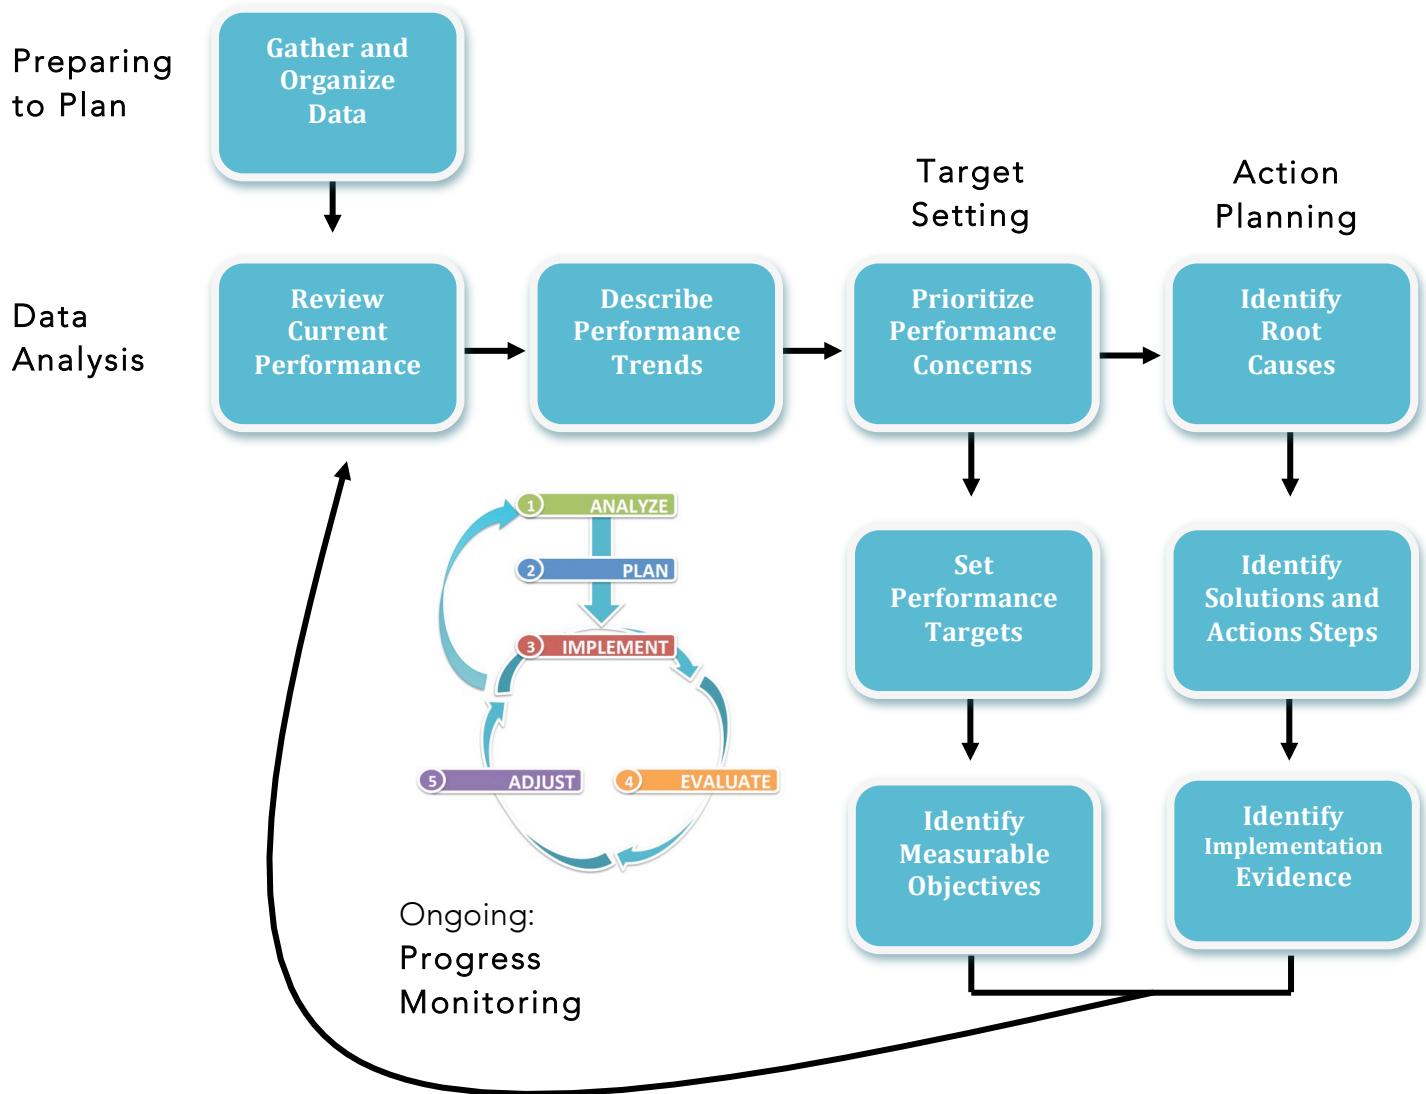 Preparing
to Plan
Gather and
Organize
Data
Target
Setting
Action
Planning
Data
Analysis
Review
Current
Performance
Describe
Performance
Trends
Prioritize
Performance
Concerns
Identify
Root
Causes
1 ANALYZE
2 PLAN
3 IMPLEMENT
5 ADJUST
4 EVALUATE
Set
Performance
Targets
Identify
Solutions and
Actions Steps
Identify
Measurable
Objectives
Identify
Implementation
Evidence
Ongoing:
Progress
Monitoring